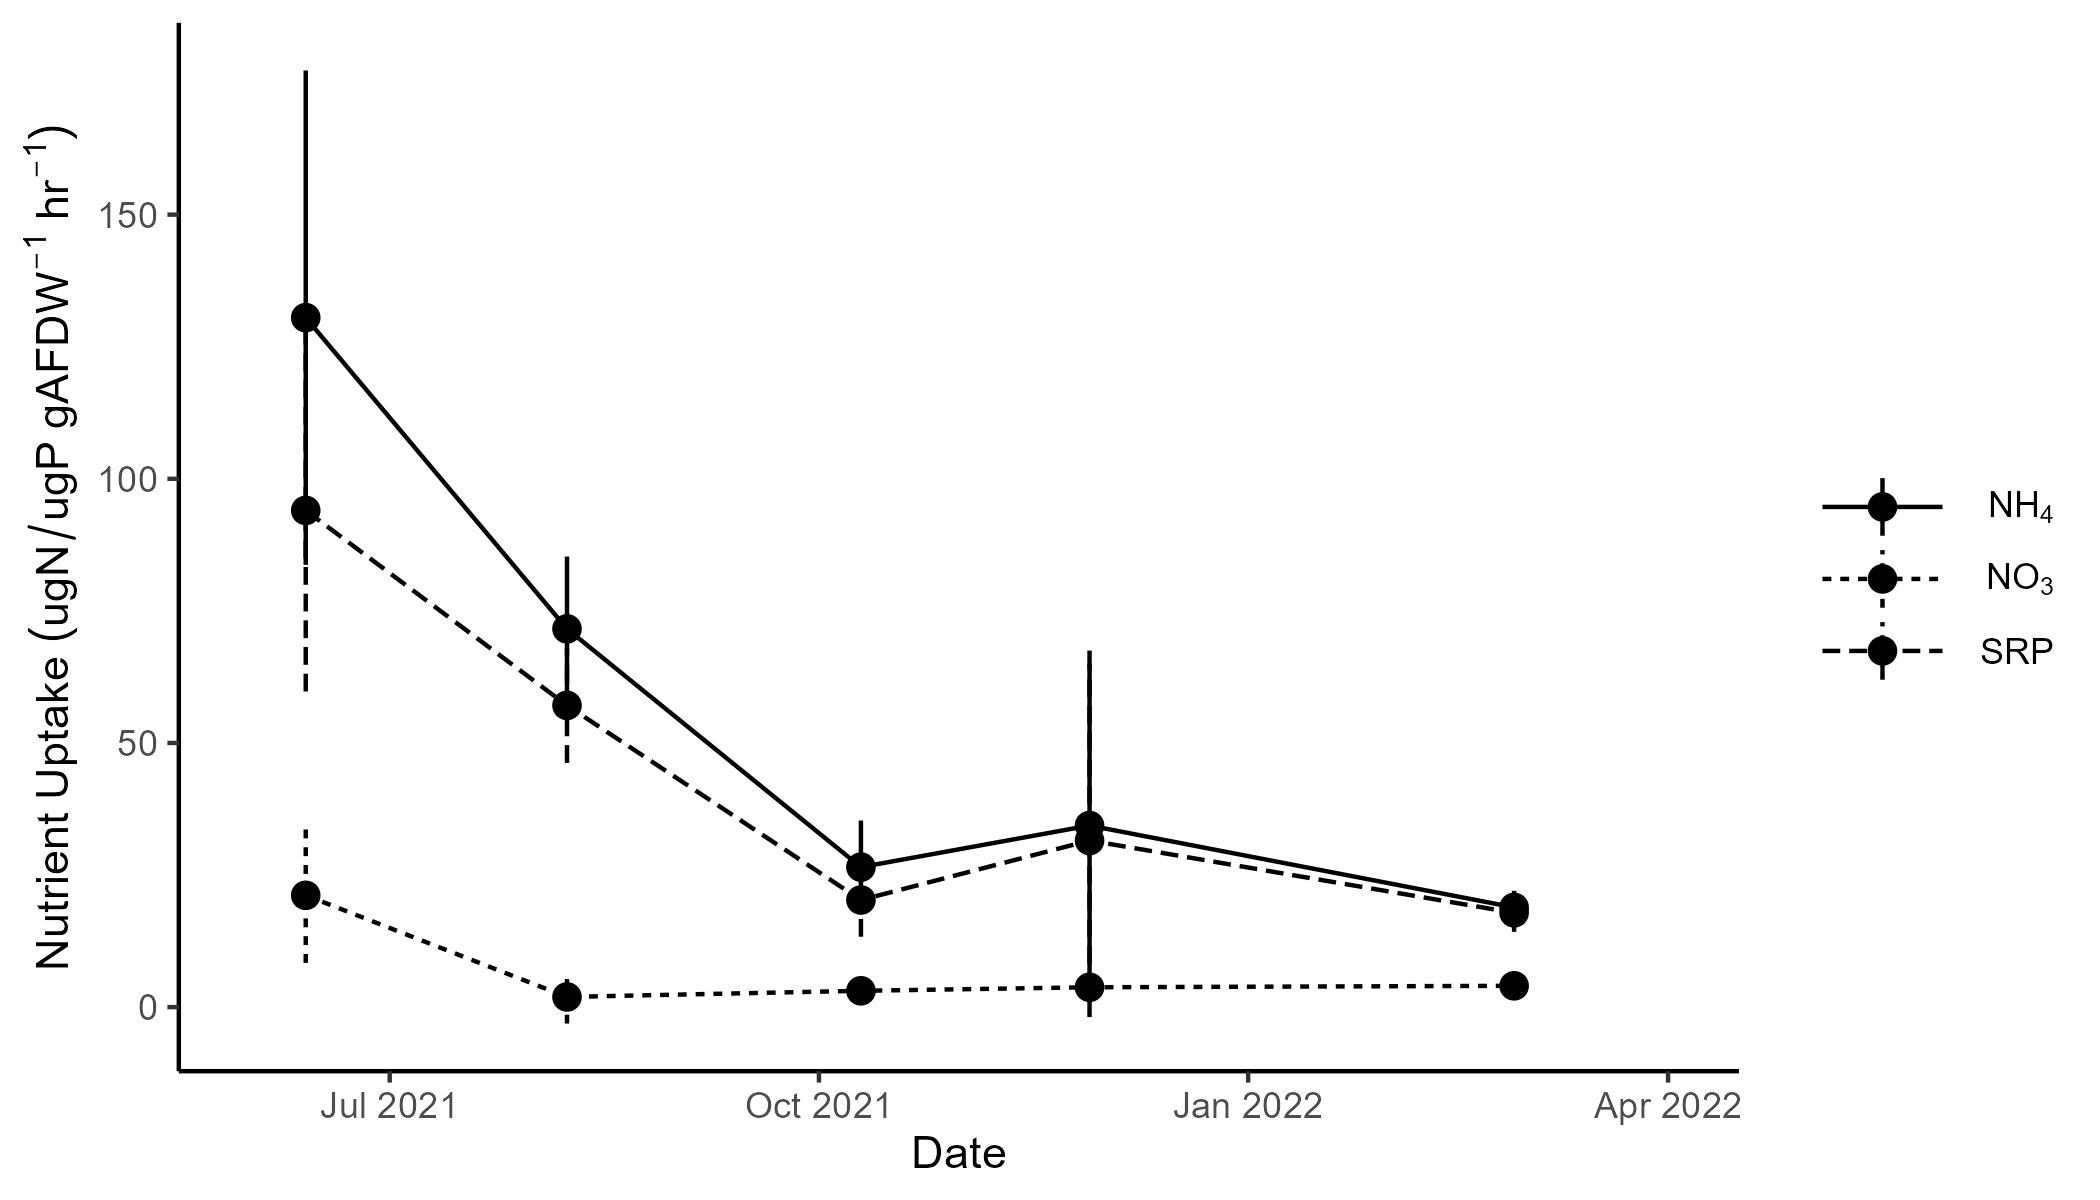 Nutrient Uptake (ugN/ugP gAFDW⁻¹ hr⁻¹)
150
100
50
0
Jul 2021
Oct 2021
Jan 2022
Apr 2022
Date
NH₄
NO₃
SRP